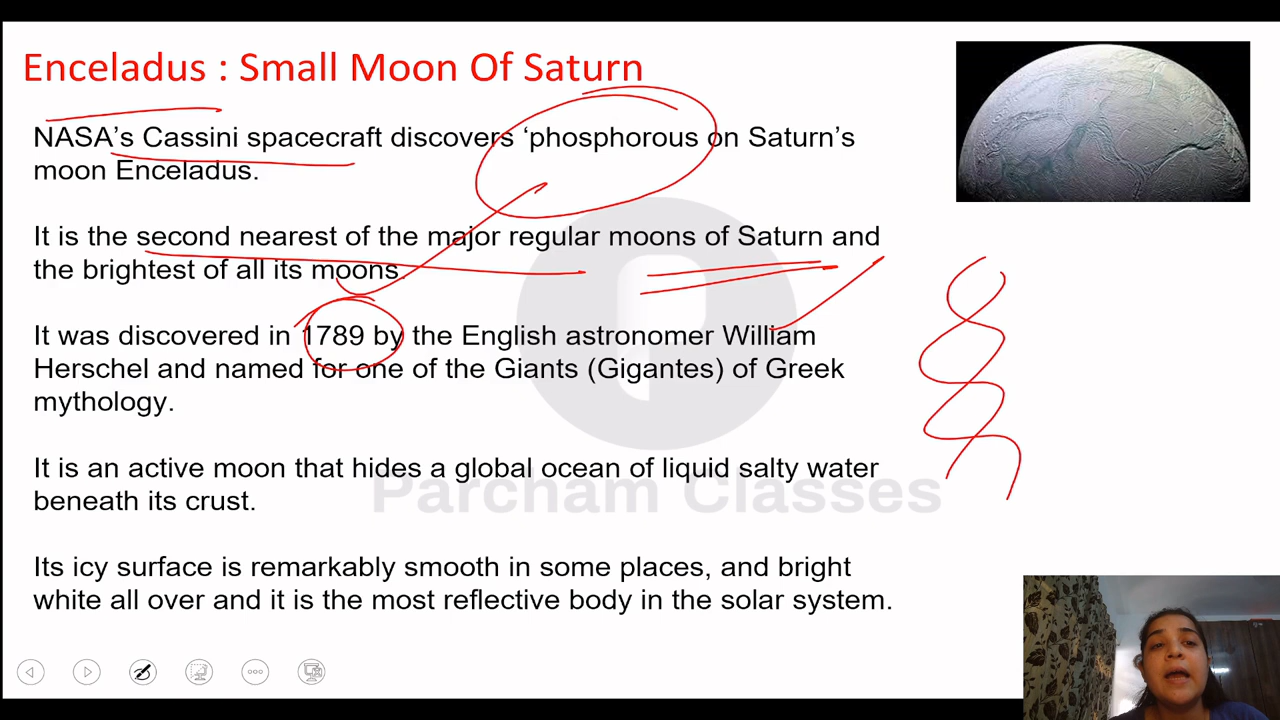 Enceladus : Small Moon Of Saturn
NASA's Cassini spacecraft discovers ‘phosphorous on Saturn's
moon Enceladus.
It is the second nearest of the major regular moons of Saturn and
the brightest of all its moons.
It was discovered in 1789 by the English astronomer William
Herschel and named for one of the Giants (Gigantes) of Greek
mythology.
It is an active moon that hides a global ocean of liquid salty water
beneath its crust.
Parcham Classes
Its icy surface is remarkably smooth in some places, and bright
white all over and it is the most reflective body in the solar system.